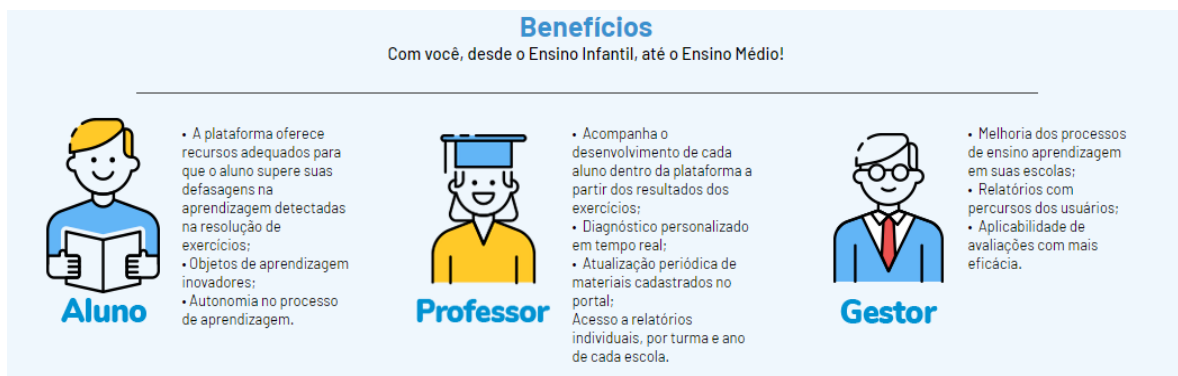 Benefícios
Com você, desde o Ensino Infantil, até o Ensino Médio!
• A plataforma oferece
recursos adequados para
que o aluno supere suas
defasagens na
aprendizagem detectadas
na resolução de
exercícios;
• Objetos de aprendizagem
inovadores;
• Autonomia no processo
de aprendizagem.
Aluno
• Acompanha o
desenvolvimento de cada
aluno dentro da plataforma a
partir dos resultados dos
exercícios;
• Diagnóstico personalizado
em tempo real;
• Atualização periódica de
materiais cadastrados no
portal;
Acesso a relatórios
individuais, por turma e ano
de cada escola.
Professor
• Melhoria dos processos
de ensino aprendizagem
em suas escolas;
• Relatórios com
percursos dos usuários;
• Aplicabilidade de
avaliações com mais
eficácia.
Gestor